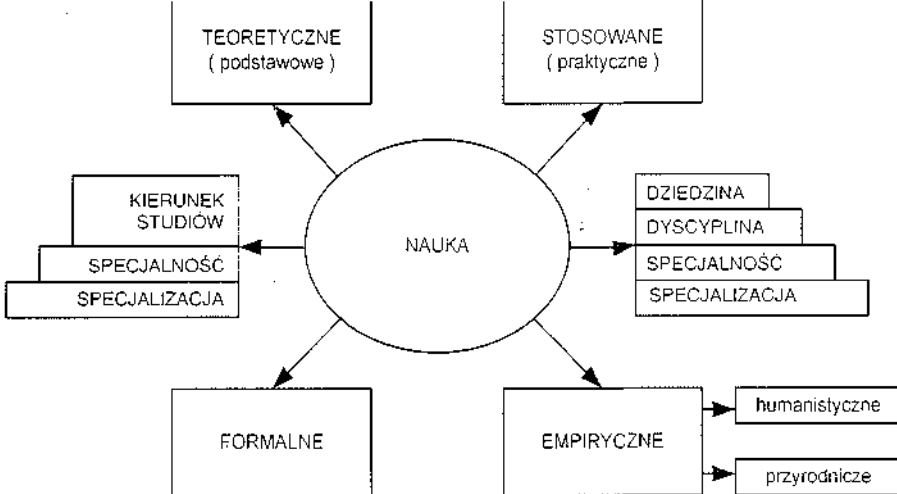 TEORETYCZNE
( podstawowe )
STOSOWANE
( praktyczne )
KIERUNEK
STUDIÓW
SPECJALNOŚĆ
SPECJALIZACJA
NAUKA
DZIEDZINA
DYSCYPLINA
SPECJALNOŚĆ
SPECJALIZACJA
FORMALNE
EMPIRYCZNE
humanistyczne
przyrodnicze